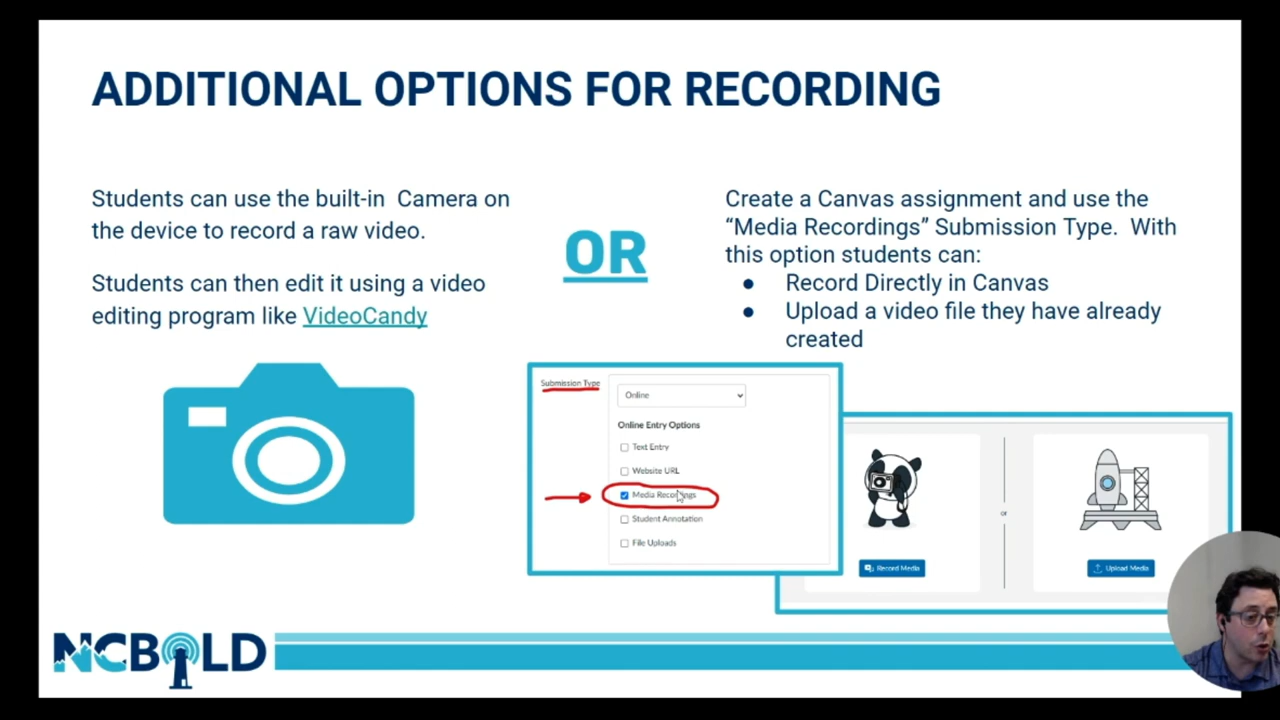 ADDITIONAL OPTIONS FOR RECORDING
Students can use the built-in Camera on
the device to record a raw video.
Students can then edit it using a video
editing program like VideoCandy
OR
Create a Canvas assignment and use the
“Media Recordings” Submission Type. With
this option students can:
● Record Directly in Canvas
● Upload a video file they have already
created
Submission Type
Online
Online Entry Options
Text Entry
Website URL
Media Recordings
Student Annotation
File Uploads
or
Record Media
Upload Media
NCBOLD